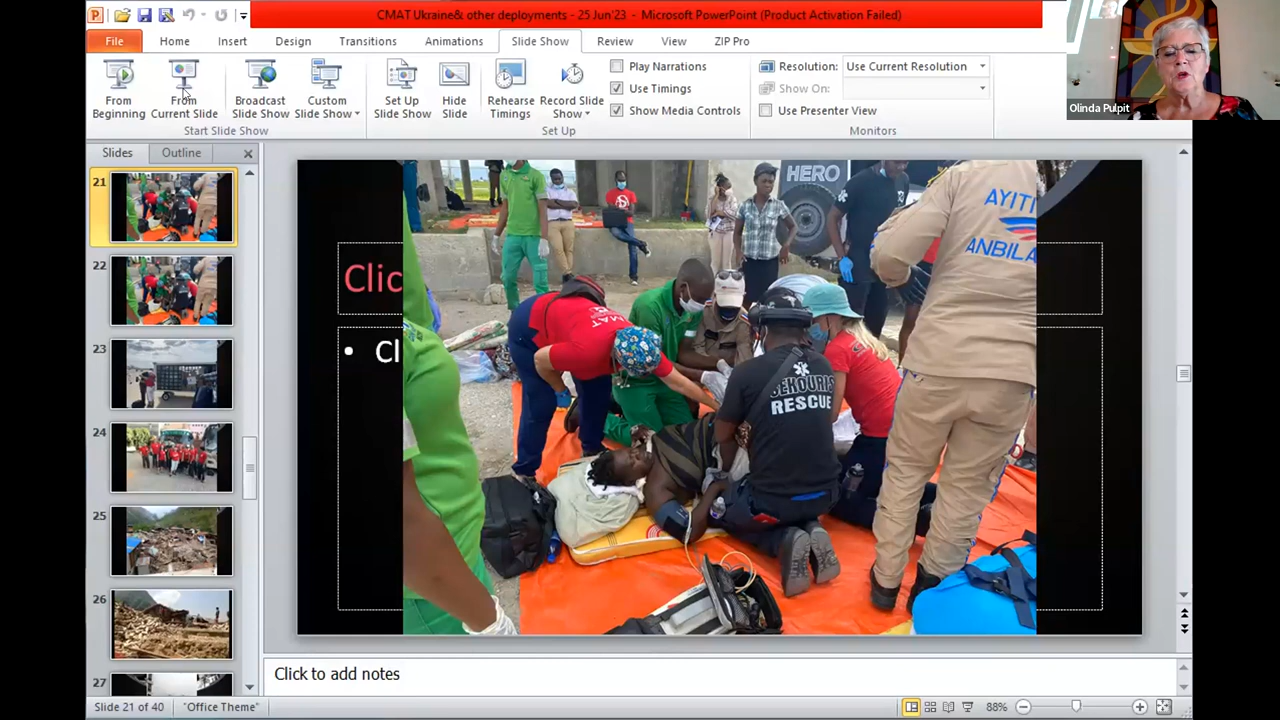 CMAT Ukraine& other deployments - 25 Jun'23 - Microsoft PowerPoint (Product Activation Failed)
File Home Insert Design Transitions Animations Slide Show Review View ZIP Pro
From Beginning
From Current Slide
Broadcast Slide Show
Custom Slide Show
Start Slide Show
Set Up Slide Show
Hide Slide
Rehearse Timings
Record Slide Show
Play Narrations
Use Timings
Show Media Controls
Set Up
Resolution: Use Current Resolution
Show On:
Use Presenter View
Monitors
Olinda Pulpit
Slides Outline
21
22
23
24
25
26
27
Clic
• Cl
HERO
AYITI
ANBILA
CMAT
SEKOURIS
RESCUE
Click to add notes
Slide 21 of 40 "Office Theme" 88%